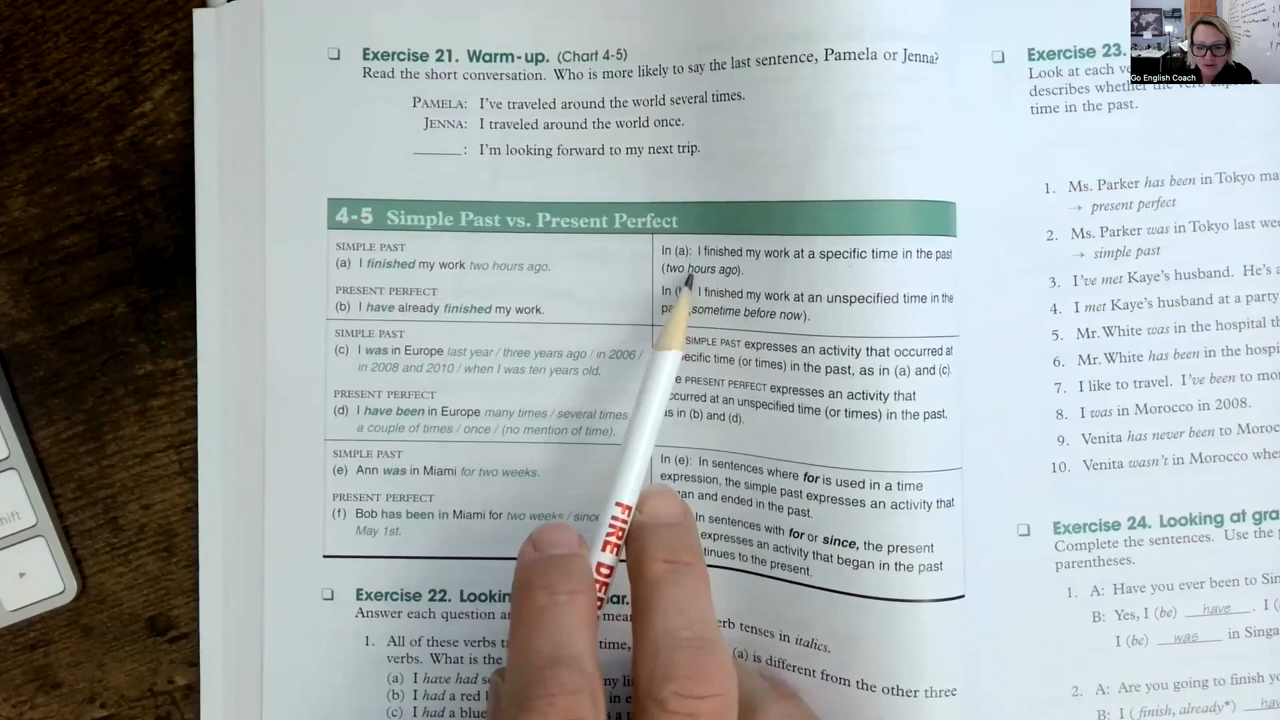 Exercise 21. Warm-up. (Chart 4-5)
Read the short conversation. Who is more likely to say the last sentence, Pamela or Jenna?
PAMELA: I've traveled around the world several times.
JENNA: I traveled around the world once.
_______: I'm looking forward to my next trip.
4-5 Simple Past vs. Present Perfect
SIMPLE PAST
(a) I finished my work two hours ago.
PRESENT PERFECT
(b) I have already finished my work.
In (a): I finished my work at a specific time in the past
(two hours ago).
In I finished my work at an unspecified time in the
(sometime before now).
SIMPLE PAST
(c) I was in Europe last year / three years ago / in 2006 /
in 2008 and 2010 / when I was ten years old.
PRESENT PERFECT
(d) I have been in Europe many times / several times
a couple of times / once / (no mention of time).
SIMPLE PAST expresses an activity that occurred at
time (or times) in the past, as in (a) and (c).
PRESENT PERFECT expresses an activity that
at an unspecified time (or times) in the past,
in (b) and (d).
SIMPLE PAST
(e) Ann was in Miami for two weeks.
PRESENT PERFECT
(f) Bob has been in Miami for two weeks / since
May 1st.
In (e): In sentences where for is used in a time
expression, the simple past expresses an activity that
and ended in the past.
In sentences with for or since, the present
expresses an activity that began in the past
to the present.
Exercise 22.
Answer each question
verb tenses in italics.
1. All of these verbs time,
verbs. What is the (a) is different from the other three
(a) I have had
(b) I had a red
(c) I had a blue
FIRE
Exercise 23.
Look at each
describes whether the verb
time in the past.
1. Ms. Parker has been in Tokyo
→ present perfect
2. Ms. Parker was in Tokyo last
→ simple past
3. I've met Kaye's husband. He's
4. I met Kaye's husband at a party
5. Mr. White was in the hospital
6. Mr. White has been in the
7. I like to travel. I've been to
8. I was in Morocco in 2008.
9. Venita has never been to
10. Venita wasn't in Morocco
Exercise 24. Looking at
Complete the sentences. Use the
parentheses.
1. A: Have you ever been to
B: Yes, I (be) have . I
I (be) was in
2. A: Are you going to finish
B: I (finish, already*)
Go English Coach